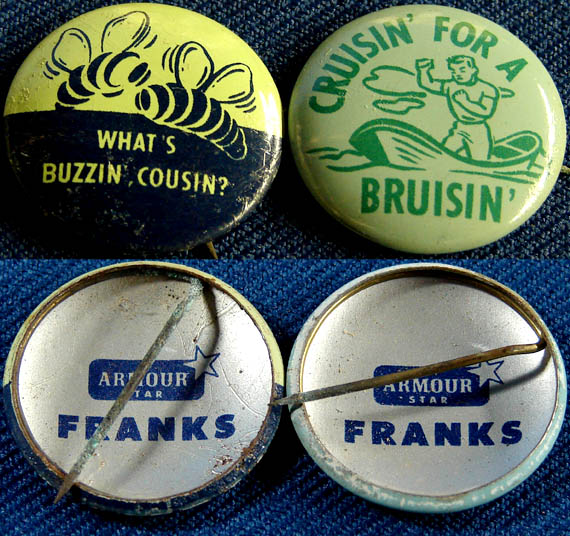 WHAT'S
BUZZIN', COUSIN?
CRUISIN' FOR A
BRUISIN'
ARMOUR
STAR
FRANKS
ARMOUR
STAR
FRANKS